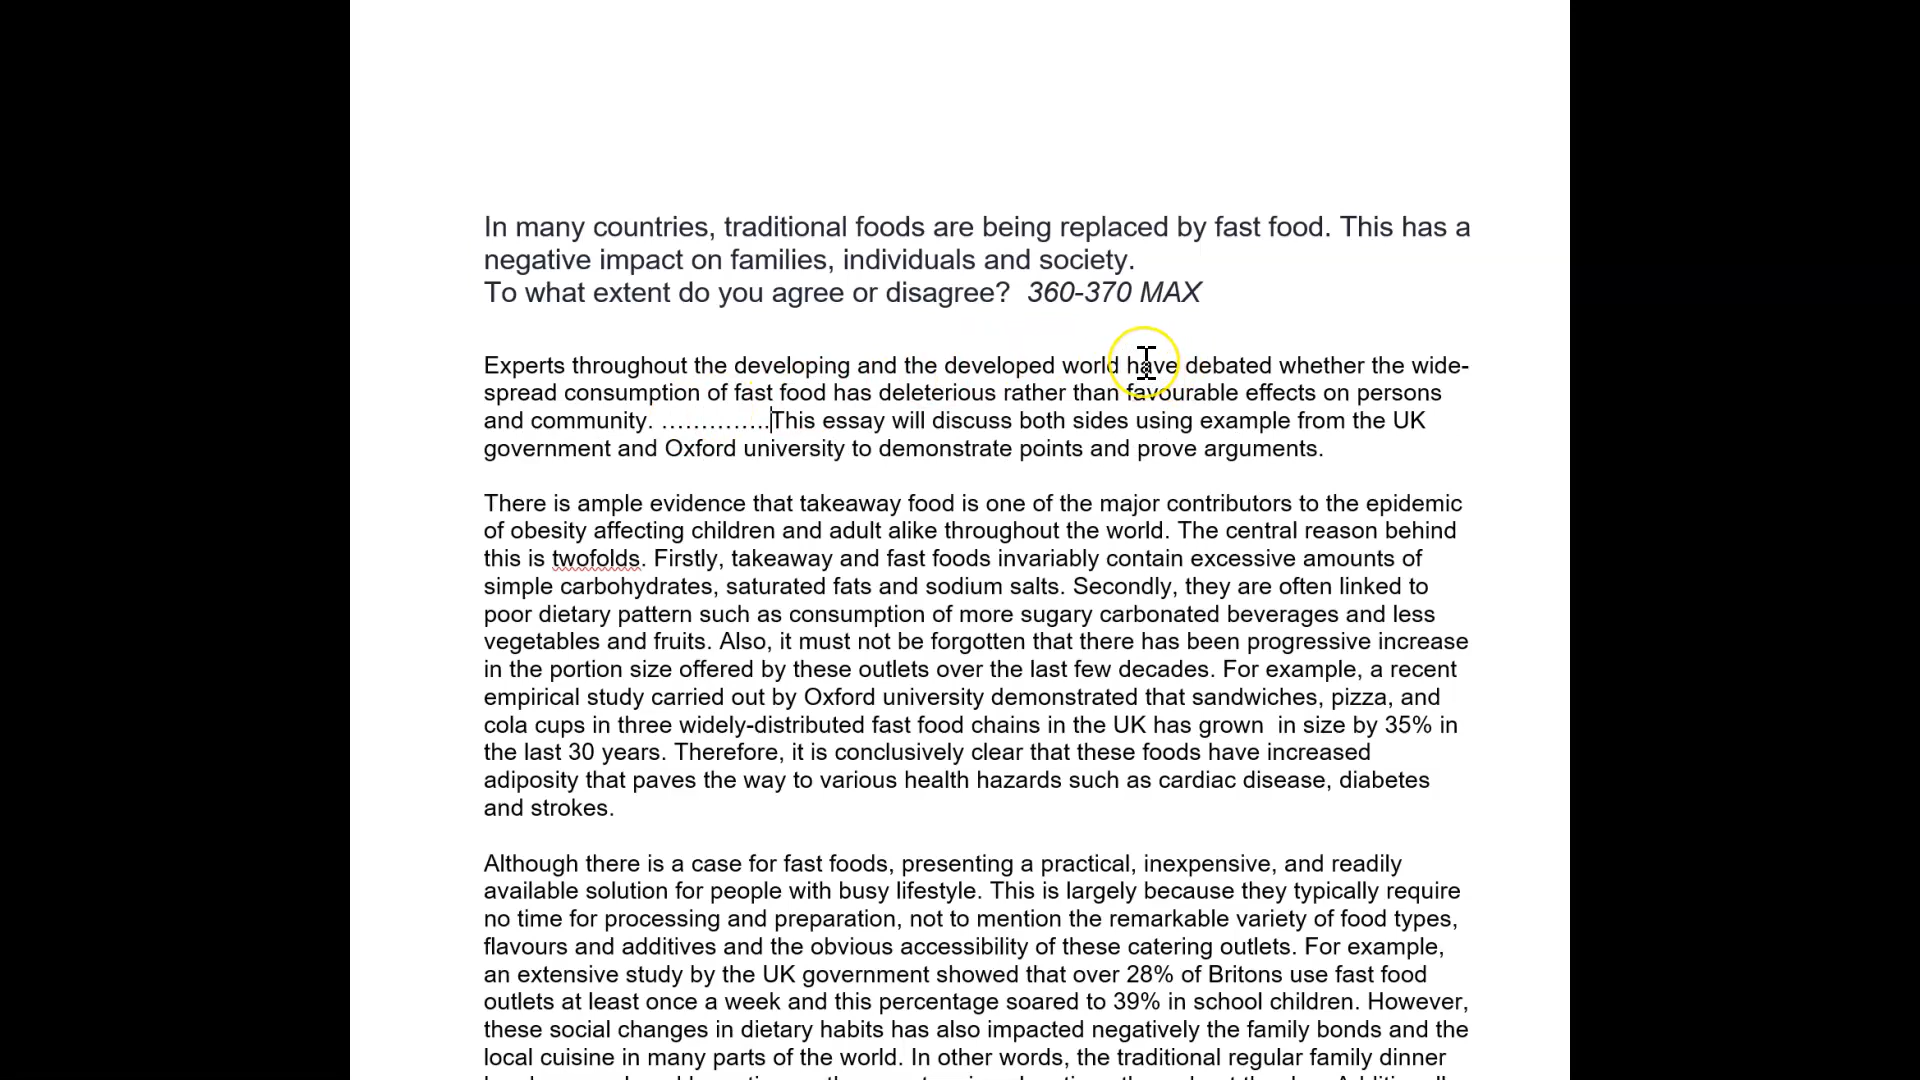 In many countries, traditional foods are being replaced by fast food. This has a
negative impact on families, individuals and society.
To what extent do you agree or disagree? 360-370 MAX
Experts throughout the developing and the developed world have debated whether the wide-
spread consumption of fast food has deleterious rather than favourable effects on persons
and community. …………..This essay will discuss both sides using example from the UK
government and Oxford university to demonstrate points and prove arguments.
There is ample evidence that takeaway food is one of the major contributors to the epidemic
of obesity affecting children and adult alike throughout the world. The central reason behind
this is twofolds. Firstly, takeaway and fast foods invariably contain excessive amounts of
simple carbohydrates, saturated fats and sodium salts. Secondly, they are often linked to
poor dietary pattern such as consumption of more sugary carbonated beverages and less
vegetables and fruits. Also, it must not be forgotten that there has been progressive increase
in the portion size offered by these outlets over the last few decades. For example, a recent
empirical study carried out by Oxford university demonstrated that sandwiches, pizza, and
cola cups in three widely-distributed fast food chains in the UK has grown  in size by 35% in
the last 30 years. Therefore, it is conclusively clear that these foods have increased
adiposity that paves the way to various health hazards such as cardiac disease, diabetes
and strokes.
Although there is a case for fast foods, presenting a practical, inexpensive, and readily
available solution for people with busy lifestyle. This is largely because they typically require
no time for processing and preparation, not to mention the remarkable variety of food types,
flavours and additives and the obvious accessibility of these catering outlets. For example,
an extensive study by the UK government showed that over 28% of Britons use fast food
outlets at least once a week and this percentage soared to 39% in school children. However,
these social changes in dietary habits has also impacted negatively the family bonds and the
local cuisine in many parts of the world. In other words, the traditional regular family dinner